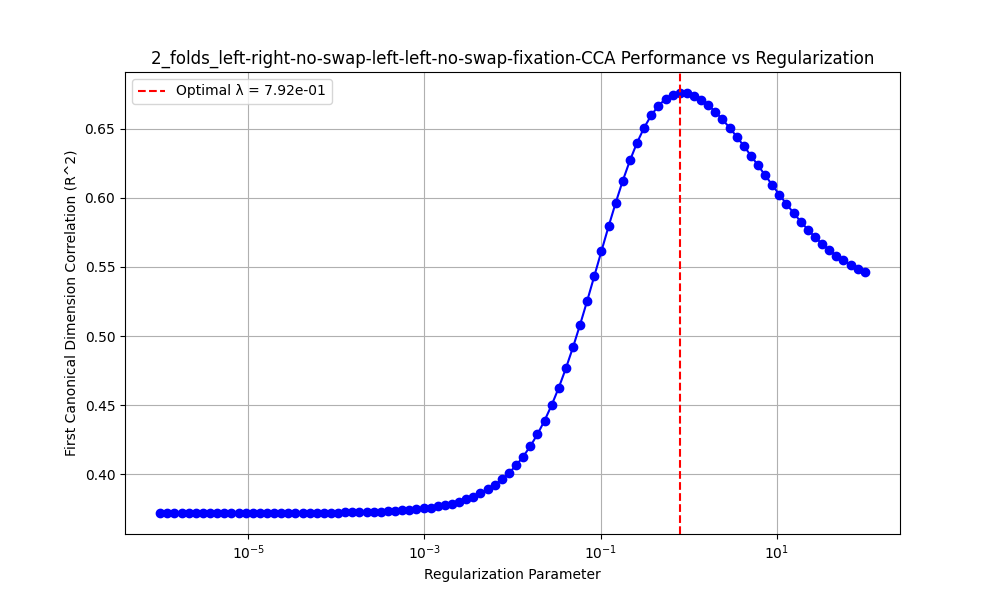 2_folds_left-right-no-swap-left-left-no-swap-fixation-CCA Performance vs Regularization
Optimal λ = 7.92e-01
First Canonical Dimension Correlation (R^2)
0.65
0.60
0.55
0.50
0.45
0.40
10⁻⁵ 10⁻³ 10⁻¹ 10¹
Regularization Parameter